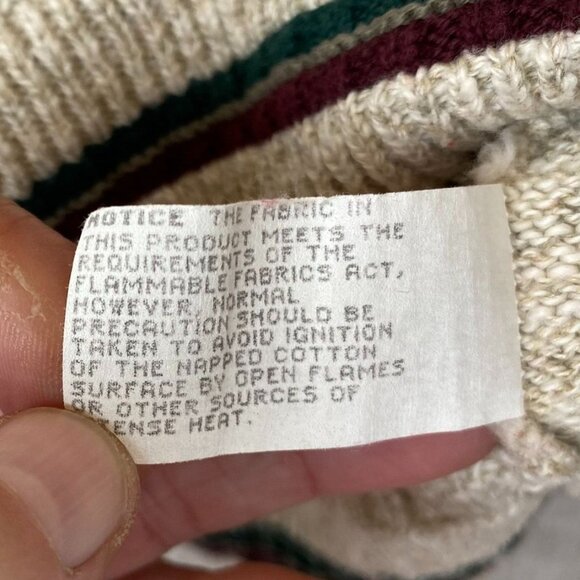 NOTICE THE FABRIC IN
THIS PRODUCT MEETS THE
REQUIREMENTS OF THE
FLAMMABLE FABRICS ACT,
HOWEVER, NORMAL
PRECAUTION SHOULD BE
TAKEN TO AVOID IGNITION
OF THE NAPPED COTTON
SURFACE BY OPEN FLAMES
OR OTHER SOURCES OF
TENSE HEAT.